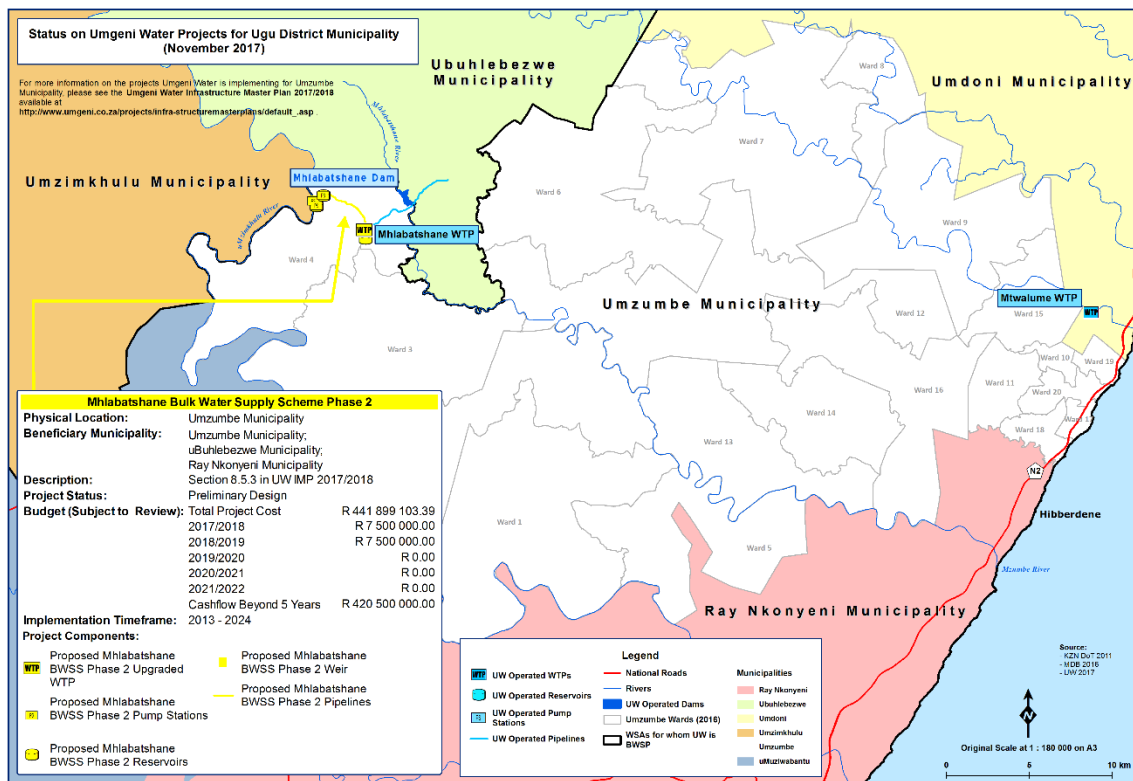 Status on Umgeni Water Projects for Ugu District Municipality
(November 2017)
For more information on the projects Umgeni Water is implementing for Umzumbe
Municipality, please see the Umgeni Water Infrastructure Master Plan 2017/2018
available at
http://www.umgeni.co.za/projects/infra-structuremasterplans/default_.asp .
Ubuhlebezwe
Municipality
Umdoni Municipality
Umzimkhulu Municipality
Mhlabatshane River
Mhlabatshane Dam
uMzimkhulu River
WTP
Mhlabatshane WTP
Ward 8
Ward 7
Ward 6
Ward 9
Ward 4
Umzumbe Municipality
Mtwalume WTP
WTP
Ward 15
Ward 12
Ward 3
Ward 10
Ward 19
Ward 11
Ward 20
Ward 16
Ward 14
Ward 18
Ward 13
N2
Hibberdene
Ward 1
Ward 5
Mzumbe River
Ray Nkonyeni Municipality
Mhlabatshane Bulk Water Supply Scheme Phase 2
Physical Location: Umzumbe Municipality
Beneficiary Municipality: Umzumbe Municipality;
uBuhlebezwe Municipality;
Ray Nkonyeni Municipality
Description: Section 8.5.3 in UW IMP 2017/2018
Project Status: Preliminary Design
Budget (Subject to Review): Total Project Cost R 441 899 103.39
2017/2018 R 7 500 000.00
2018/2019 R 7 500 000.00
2019/2020 R 0.00
2020/2021 R 0.00
2021/2022 R 0.00
Cashflow Beyond 5 Years R 420 500 000.00
Implementation Timeframe: 2013 - 2024
Project Components:
WTP Proposed Mhlabatshane
BWSS Phase 2 Upgraded
WTP
Proposed Mhlabatshane
BWSS Phase 2 Weir
Proposed Mhlabatshane
BWSS Phase 2 Pump Stations
Proposed Mhlabatshane
BWSS Phase 2 Pipelines
Proposed Mhlabatshane
BWSS Phase 2 Reservoirs
Legend
WTP UW Operated WTPs
UW Operated Reservoirs
UW Operated Pump
Stations
UW Operated Pipelines
National Roads
Rivers
UW Operated Dams
Umzumbe Wards (2016)
WSAs for whom UW is
BWSP
Municipalities
Ray Nkonyeni
Ubuhlebezwe
Umdoni
Umzimkhulu
Umzumbe
uMuziwabantu
Source:
- KZN DoT 2011
- MDB 2016
- UW 2017
N
Original Scale at 1 : 180 000 on A3
0 5 10 km